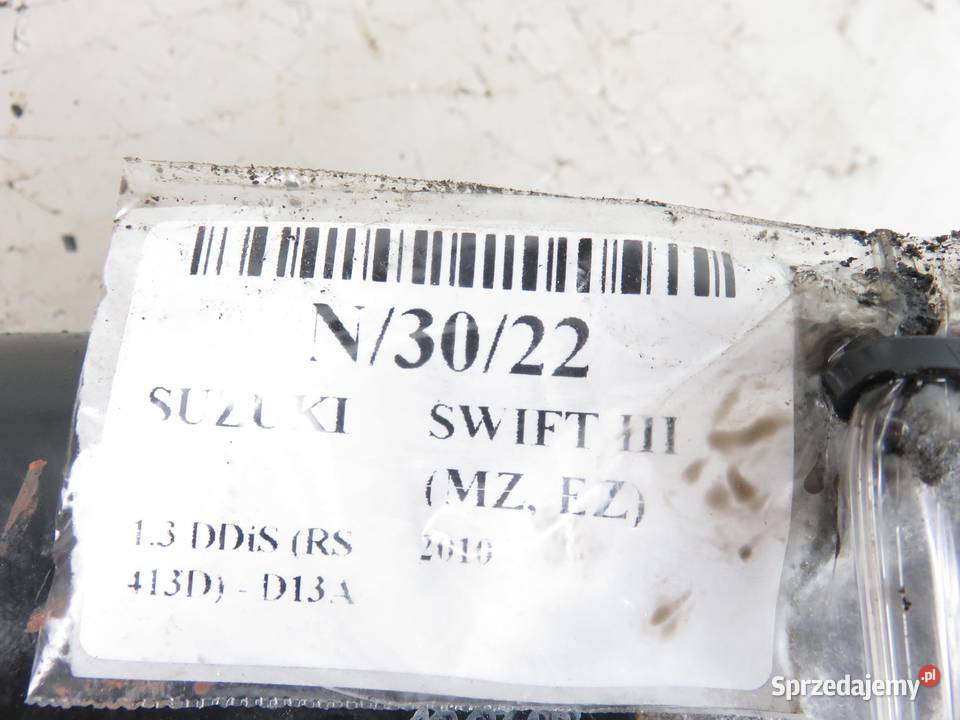 N/30/22
SUZUKI SWIFT III
(MZ, EZ)
1.3 DDiS (RS 2010
413D) - D13A
Sprzedajemy.pl